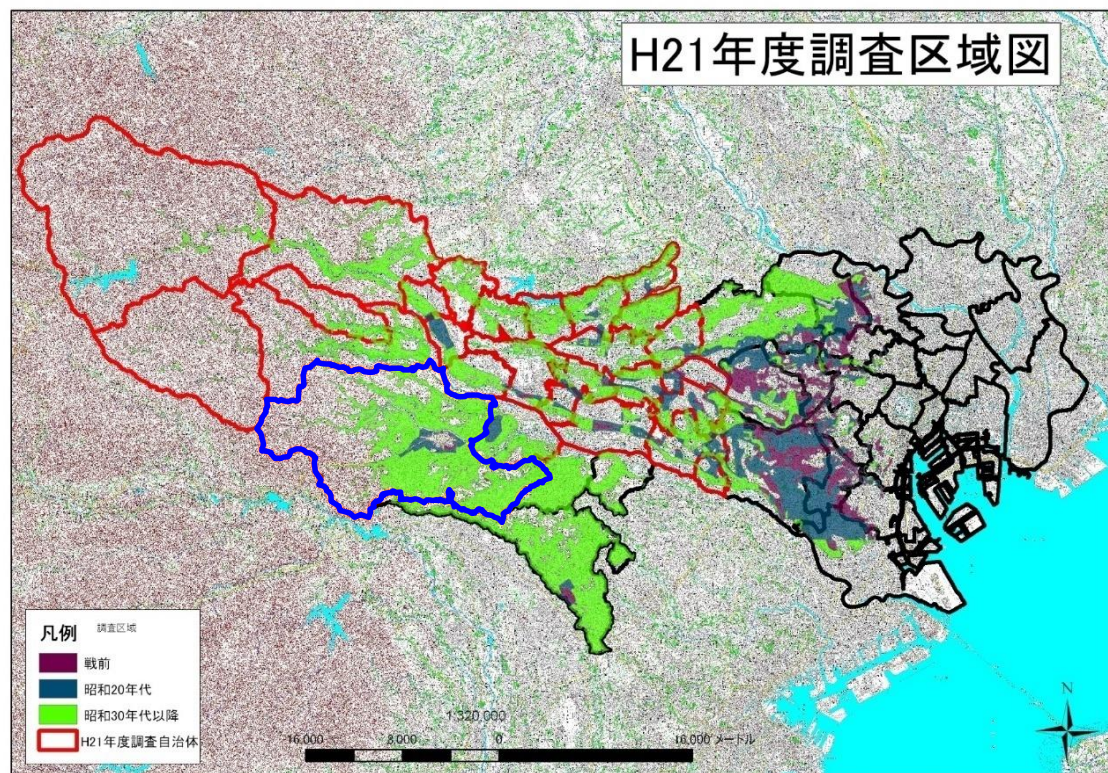 H21年度調査区域図
凡例 調査区域
戦前
昭和20年代
昭和30年代以降
H21年度調査自治体
1:320,000
16,000 8,000 0 16,000 メートル
N